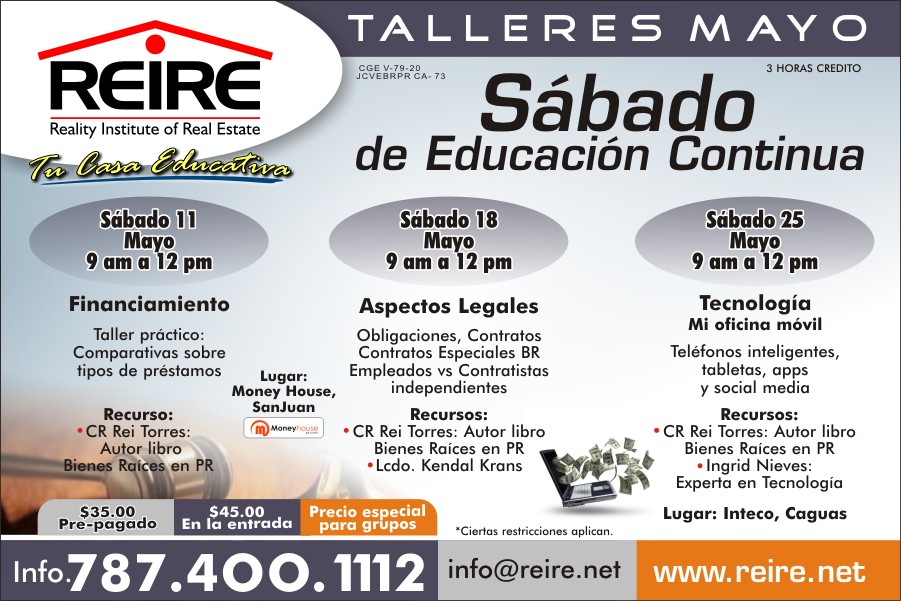 TALLERES MAYO
REIRE
Reality Institute of Real Estate
Tu Casa Educativa
CGE V-79-20
JCVEBRPR CA- 73
3 HORAS CREDITO
Sábado
de Educación Continua
Sábado 11
Mayo
9 am a 12 pm
Financiamiento
Taller práctico:
Comparativas sobre
tipos de préstamos
Recurso:
•CR Rei Torres:
Autor libro
Bienes Raíces en PR
Lugar:
Money House,
SanJuan
m Moneyhouse
Sábado 18
Mayo
9 am a 12 pm
Aspectos Legales
Obligaciones, Contratos
Contratos Especiales BR
Empleados vs Contratistas
independientes
Recursos:
•CR Rei Torres: Autor libro
Bienes Raíces en PR
•Lcdo. Kendal Krans
Sábado 25
Mayo
9 am a 12 pm
Tecnología
Mi oficina móvil
Teléfonos inteligentes,
tabletas, apps
y social media
Recursos:
•CR Rei Torres: Autor libro
Bienes Raíces en PR
•Ingrid Nieves:
Experta en Tecnología
Lugar: Inteco, Caguas
$35.00
Pre-pagado
$45.00
En la entrada
Precio especial
para grupos
*Ciertas restricciones aplican.
Info.787.400.1112
info@reire.net
www.reire.net